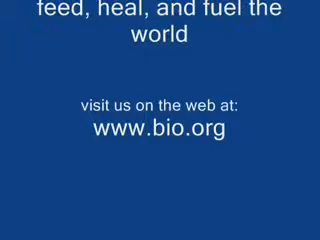 feed, heal, and fuel the
world
visit us on the web at:
www.bio.org